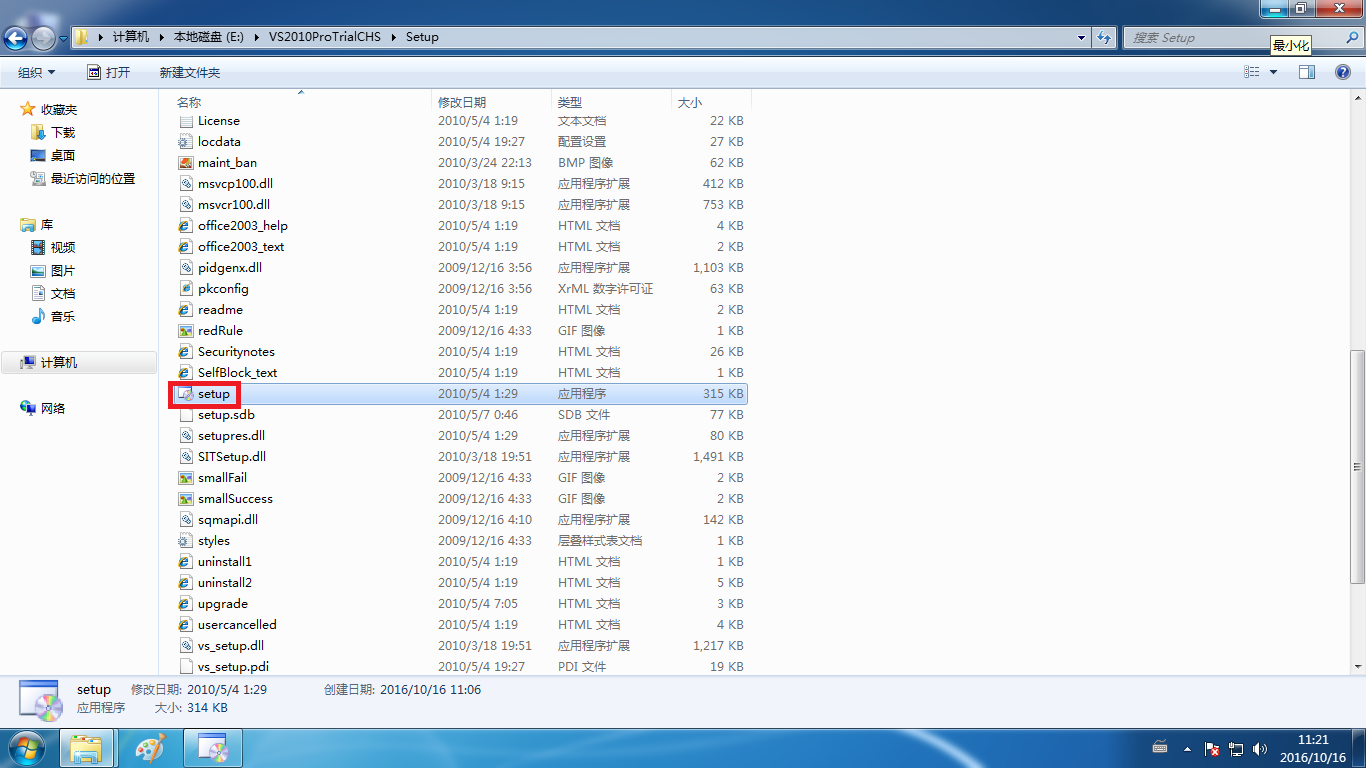 计算机 本地磁盘 (E:) VS2010ProTrialCHS Setup
搜索 Setup
最小化
组织 打开 新建文件夹
收藏夹
下载
桌面
最近访问的位置
库
视频
图片
文档
音乐
计算机
网络
名称 修改日期 类型 大小
License 2010/5/4 1:19 文本文档 22 KB
locdata 2010/5/4 19:27 配置设置 27 KB
maint_ban 2010/3/24 22:13 BMP 图像 62 KB
msvcp100.dll 2010/3/18 9:15 应用程序扩展 412 KB
msvcr100.dll 2010/3/18 9:15 应用程序扩展 753 KB
office2003_help 2010/5/4 1:19 HTML 文档 4 KB
office2003_text 2010/5/4 1:19 HTML 文档 2 KB
pidgenx.dll 2009/12/16 3:56 应用程序扩展 1,103 KB
pkconfig 2009/12/16 3:56 XrML 数字许可证 63 KB
readme 2010/5/4 1:19 HTML 文档 2 KB
redRule 2009/12/16 4:33 GIF 图像 1 KB
Securitynotes 2010/5/4 1:19 HTML 文档 26 KB
SelfBlock_text 2010/5/4 1:19 HTML 文档 1 KB
setup 2010/5/4 1:29 应用程序 315 KB
setup.sdb 2010/5/7 0:46 SDB 文件 77 KB
setupres.dll 2010/5/4 1:29 应用程序扩展 80 KB
SITSetup.dll 2010/3/18 19:51 应用程序扩展 1,491 KB
smallFail 2009/12/16 4:33 GIF 图像 2 KB
smallSuccess 2009/12/16 4:33 GIF 图像 2 KB
sqmapi.dll 2009/12/16 4:10 应用程序扩展 142 KB
styles 2009/12/16 4:33 层叠样式表文档 1 KB
uninstall1 2010/5/4 1:19 HTML 文档 1 KB
uninstall2 2010/5/4 1:19 HTML 文档 5 KB
upgrade 2010/5/4 7:05 HTML 文档 3 KB
usercancelled 2010/5/4 1:19 HTML 文档 4 KB
vs_setup.dll 2010/3/18 19:51 应用程序扩展 1,217 KB
vs_setup.pdi 2010/5/4 19:27 PDI 文件 19 KB
setup 修改日期: 2010/5/4 1:29 创建日期: 2016/10/16 11:06
应用程序 大小: 314 KB
11:21
2016/10/16